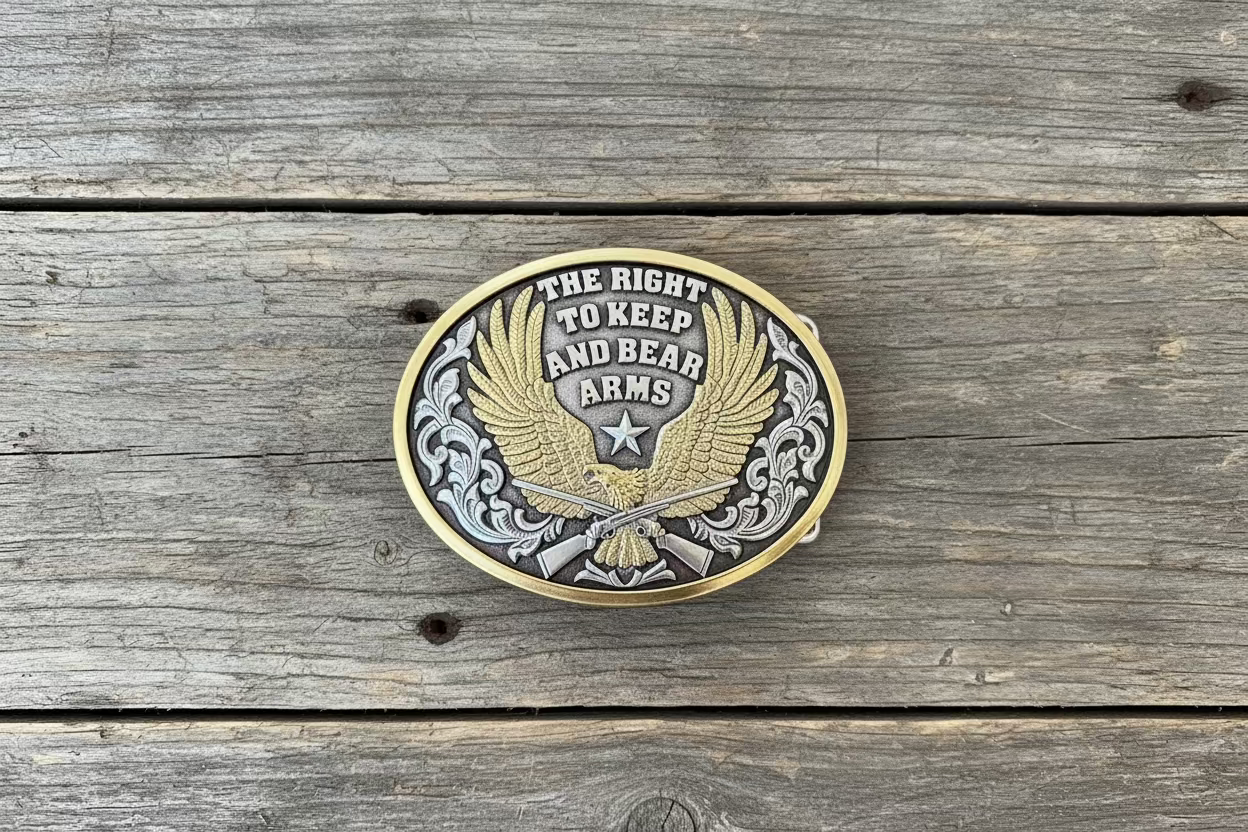 THE RIGHT
TO KEEP
AND BEAR
ARMS